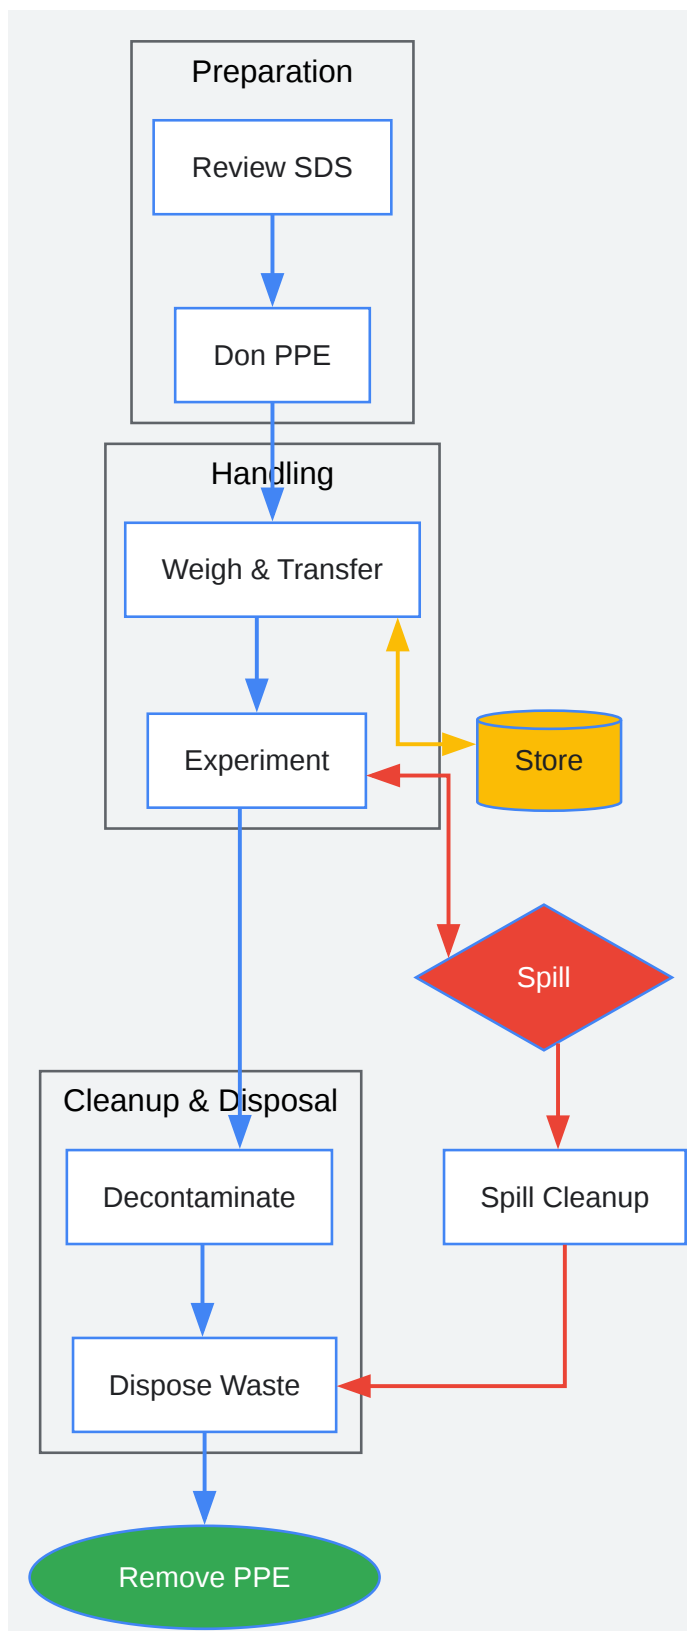 Preparation
Review SDS
Don PPE
Handling
Weigh & Transfer
Experiment
Store
Spill
Cleanup & Disposal
Decontaminate
Spill Cleanup
Dispose Waste
Remove PPE